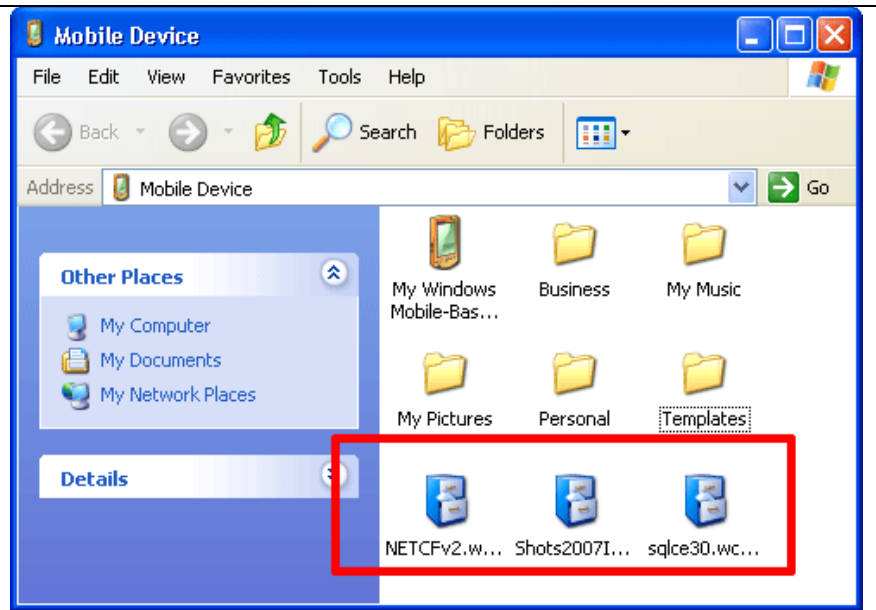 Mobile Device
File Edit View Favorites Tools Help
Back Search Folders
Address Mobile Device Go
Other Places
My Computer
My Documents
My Network Places
Details
My Windows Mobile-Bas...
Business
My Music
My Pictures
Personal
Templates
NETCFv2.w...
Shots2007I...
sqlce30.wc...